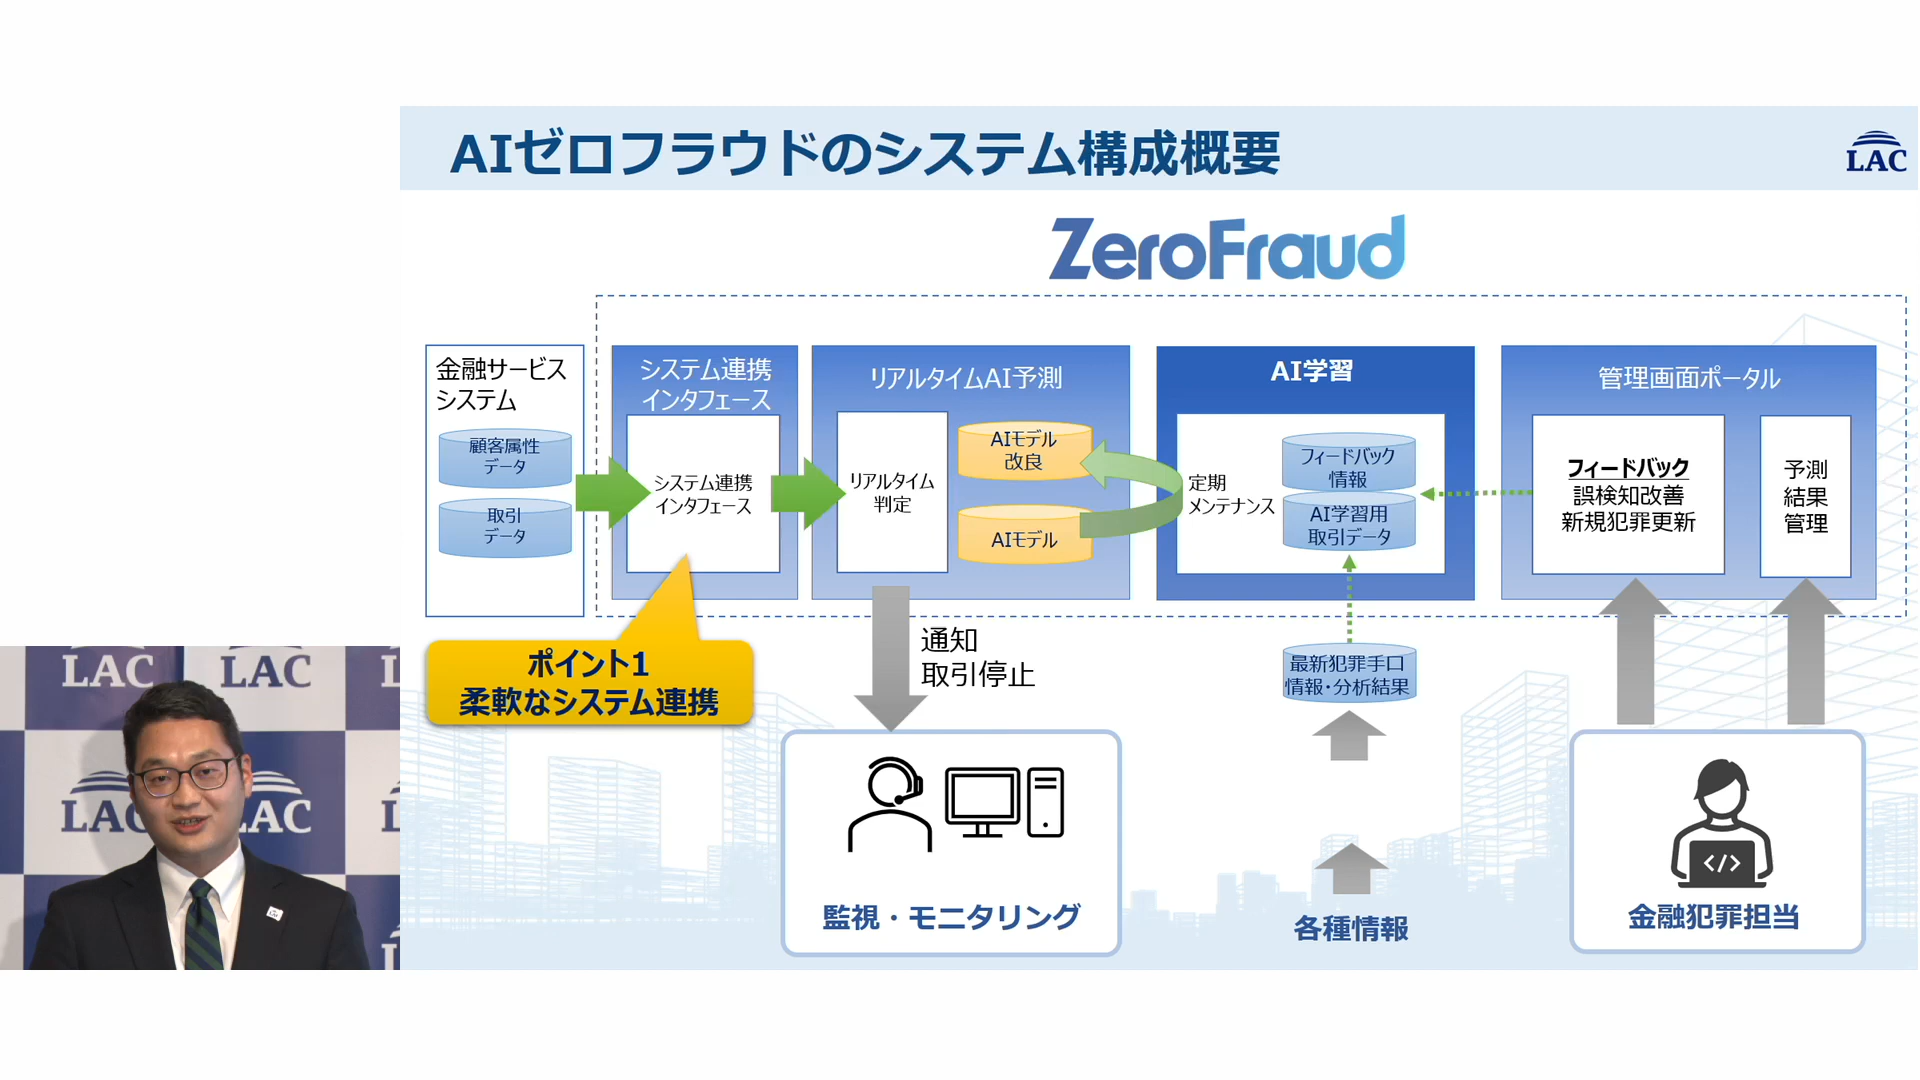 AIゼロフラウドのシステム構成概要
LAC
ZeroFraud
金融サービス
システム
顧客属性
データ
取引
データ
システム連携
インタフェース
システム連携
インタフェース
リアルタイムAI予測
リアルタイム
判定
AIモデル
改良
AIモデル
AI学習
定期
メンテナンス
フィードバック
情報
AI学習用
取引データ
管理画面ポータル
フィードバック
誤検知改善
新規犯罪更新
予測
結果
管理
ポイント1
柔軟なシステム連携
通知
取引停止
最新犯罪手口
情報・分析結果
監視・モニタリング
各種情報
</>
金融犯罪担当
LAC
LAC
LAC
LAC